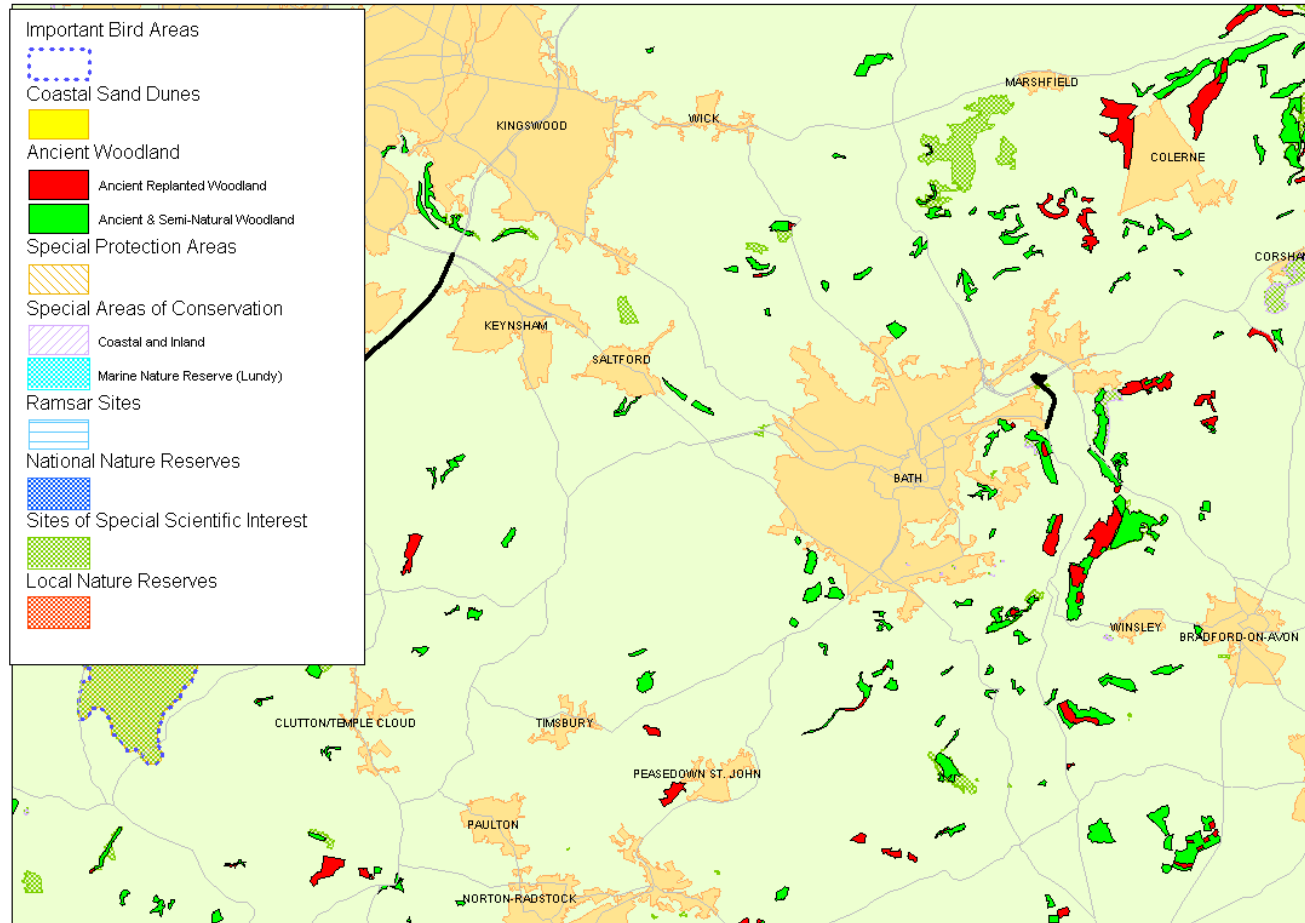 Important Bird Areas
Coastal Sand Dunes
Ancient Woodland
Ancient Replanted Woodland
Ancient & Semi-Natural Woodland
Special Protection Areas
Special Areas of Conservation
Coastal and Inland
Marine Nature Reserve (Lundy)
Ramsar Sites
National Nature Reserves
Sites of Special Scientific Interest
Local Nature Reserves
MARSHFIELD
WICK
KINGSWOOD
COLERNE
CORSHAM
KEYNSHAM
SALTFORD
BATH
WINSLEY
BRADFORD-ON-AVON
CLUTTON/TEMPLE CLOUD
TIMSBURY
PEASEDOWN ST. JOHN
PAULTON
NORTON-RADSTOCK